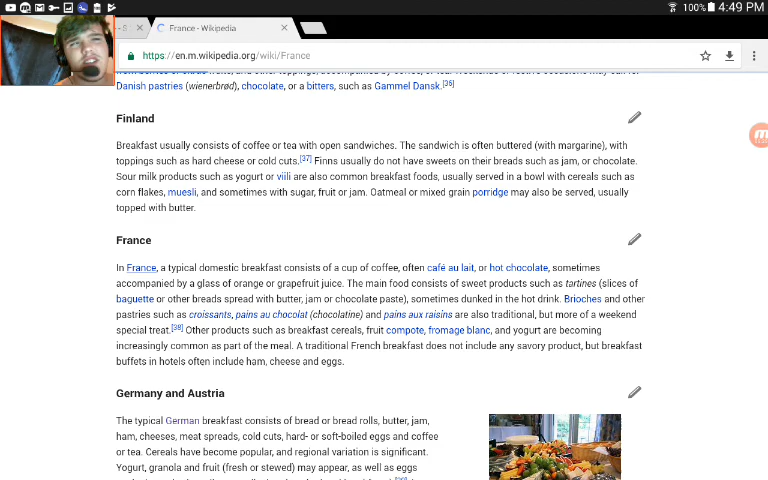 100% 4:49 PM
France - Wikipedia
https://en.m.wikipedia.org/wiki/France
Danish pastries (wienerbrød), chocolate, or a bitters, such as Gammel Dansk.[36]
Finland
Breakfast usually consists of coffee or tea with open sandwiches. The sandwich is often buttered (with margarine), with
toppings such as hard cheese or cold cuts.[37] Finns usually do not have sweets on their breads such as jam, or chocolate.
Sour milk products such as yogurt or viili are also common breakfast foods, usually served in a bowl with cereals such as
corn flakes, muesli, and sometimes with sugar, fruit or jam. Oatmeal or mixed grain porridge may also be served, usually
topped with butter.
France
In France, a typical domestic breakfast consists of a cup of coffee, often café au lait, or hot chocolate, sometimes
accompanied by a glass of orange or grapefruit juice. The main food consists of sweet products such as tartines (slices of
baguette or other breads spread with butter, jam or chocolate paste), sometimes dunked in the hot drink. Brioches and other
pastries such as croissants, pains au chocolat (chocolatine) and pains aux raisins are also traditional, but more of a weekend
special treat.[38] Other products such as breakfast cereals, fruit compote, fromage blanc, and yogurt are becoming
increasingly common as part of the meal. A traditional French breakfast does not include any savory product, but breakfast
buffets in hotels often include ham, cheese and eggs.
Germany and Austria
The typical German breakfast consists of bread or bread rolls, butter, jam,
ham, cheeses, meat spreads, cold cuts, hard- or soft-boiled eggs and coffee
or tea. Cereals have become popular, and regional variation is significant.
Yogurt, granola and fruit (fresh or stewed) may appear, as well as eggs